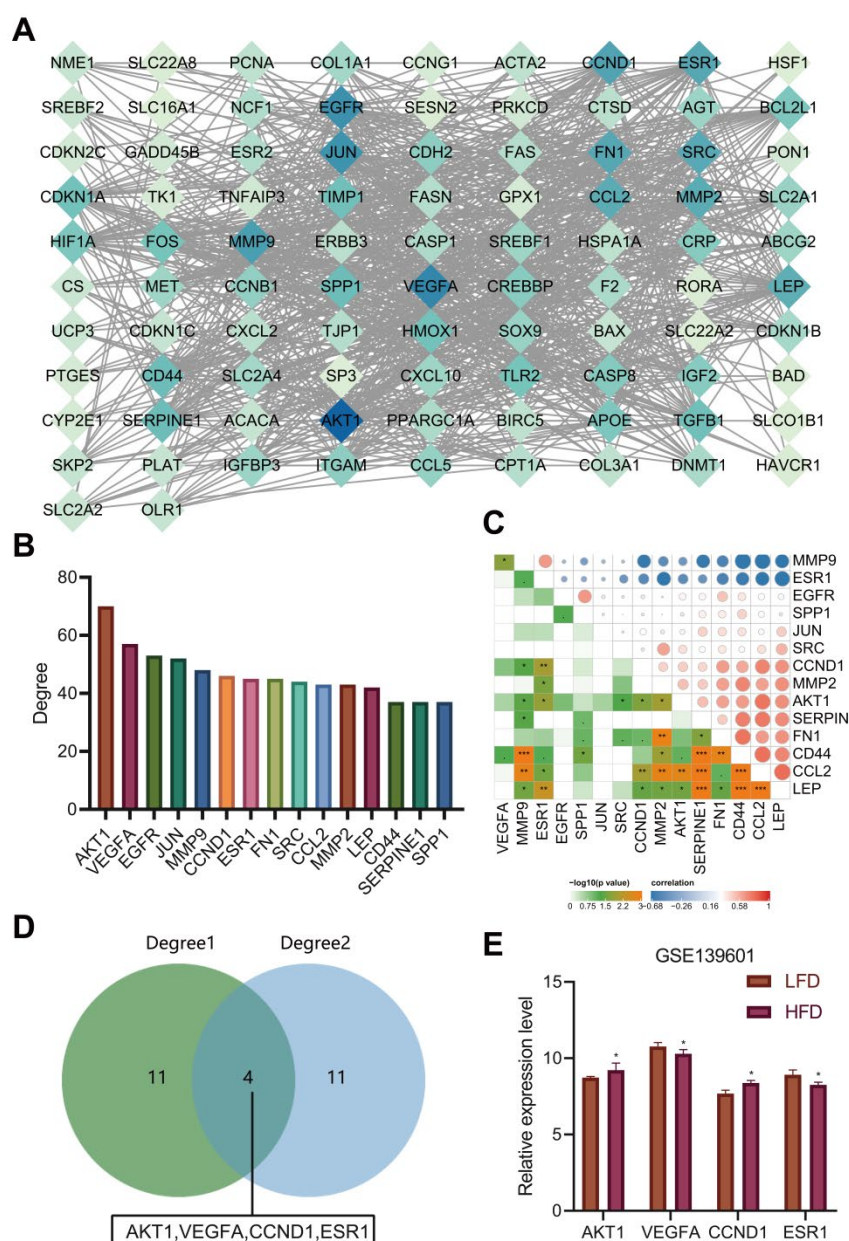 A
NME1 SLC22A8 PCNA COL1A1 CCNG1 ACTA2 CCND1 ESR1 HSF1
SREBF2 SLC16A1 NCF1 EGFR SESN2 PRKCD CTSD AGT BCL2L1
CDKN2C GADD45B ESR2 JUN CDH2 FAS FN1 SRC PON1
CDKN1A TK1 TNFAIP3 TIMP1 FASN GPX1 CCL2 MMP2 SLC2A1
HIF1A FOS MMP9 ERBB3 CASP1 SREBF1 HSPA1A CRP ABCG2
CS MET CCNB1 SPP1 VEGFA CREBBP F2 RORA LEP
UCP3 CDKN1C CXCL2 TJP1 HMOX1 SOX9 BAX SLC22A2 CDKN1B
PTGES CD44 SLC2A4 SP3 CXCL10 TLR2 CASP8 IGF2 BAD
CYP2E1 SERPINE1 ACACA AKT1 PPARGC1A BIRC5 APOE TGFB1 SLCO1B1
SKP2 PLAT IGFBP3 ITGAM CCL5 CPT1A COL3A1 DNMT1 HAVCR1
SLC2A2 OLR1
B
Degree
80
60
40
20
0
AKT1 VEGFA EGFR JUN MMP9 CCND1 ESR1 FN1 SRC CCL2 MMP2 LEP CD44 SERPINE1 SPP1
C
* MMP9
. ESR1
EGFR
. SPP1
JUN
SRC
* ** CCND1
* MMP2
* * * * * AKT1
* . SERPIN
. . . ** * FN1
. *** . * * . *** ** CD44
** * ** ** ** *** . *** CCL2
* ** * * * *** * *** *** LEP
VEGFA MMP9 ESR1 EGFR SPP1 JUN SRC CCND1 MMP2 AKT1 SERPINE1 FN1 CD44 CCL2 LEP
−log10(p value) correlation
0 0.75 1.5 2.2 3 -0.68 −0.26 0.16 0.58 1
D
Degree1 Degree2
11 4 11
AKT1,VEGFA,CCND1,ESR1
E
GSE139601
LFD
HFD
Relative expression level
15
10
5
0
* * * *
AKT1 VEGFA CCND1 ESR1